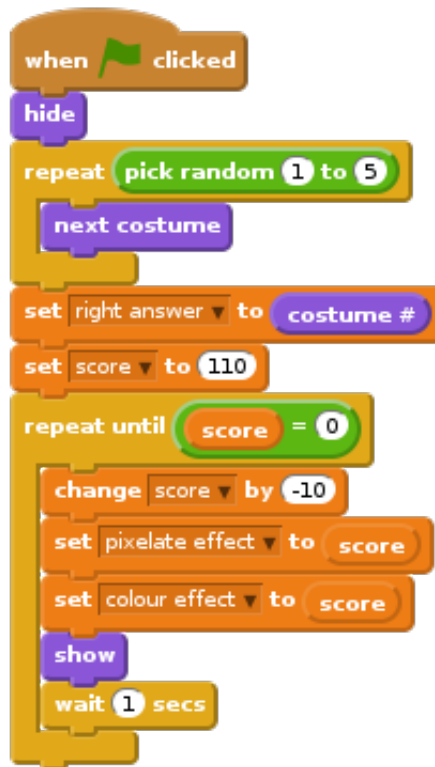 when clicked
hide
repeat pick random 1 to 5
next costume
set right answer to costume #
set score to 110
repeat until score = 0
change score by -10
set pixelate effect to score
set colour effect to score
show
wait 1 secs